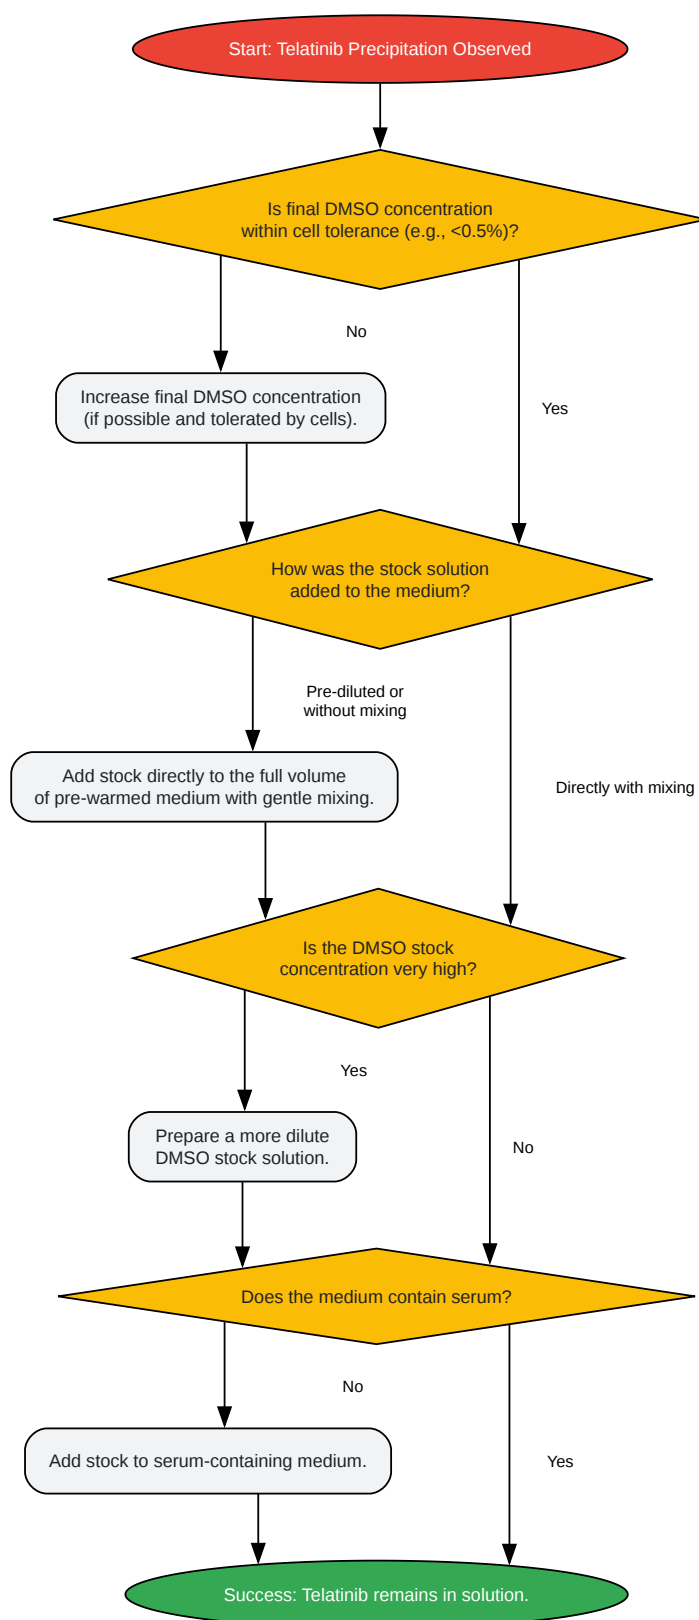 Start: Telatinib Precipitation Observed
Is final DMSO concentration
within cell tolerance (e.g., <0.5%)?
No
Increase final DMSO concentration
(if possible and tolerated by cells).
Yes
How was the stock solution
added to the medium?
Pre-diluted or
without mixing
Add stock directly to the full volume
of pre-warmed medium with gentle mixing.
Directly with mixing
Is the DMSO stock
concentration very high?
Yes
Prepare a more dilute
DMSO stock solution.
No
Does the medium contain serum?
No
Add stock to serum-containing medium.
Yes
Success: Telatinib remains in solution.